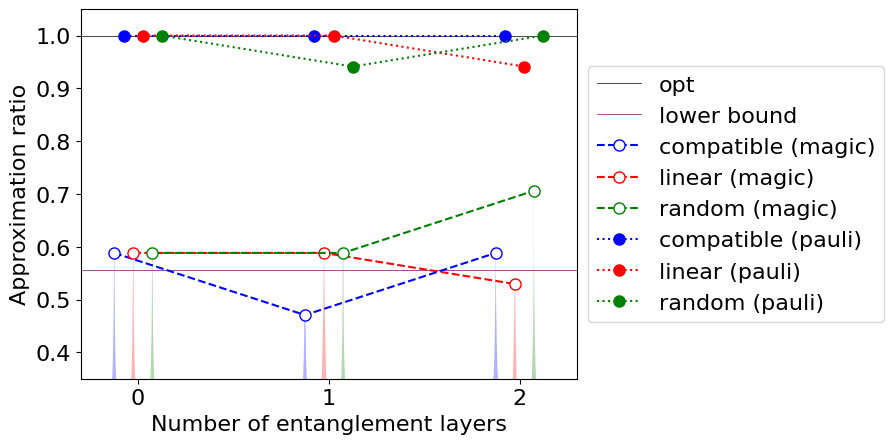 Approximation ratio
1.0
0.9
0.8
0.7
0.6
0.5
0.4
0
1
2
Number of entanglement layers
opt
lower bound
compatible (magic)
linear (magic)
random (magic)
compatible (pauli)
linear (pauli)
random (pauli)